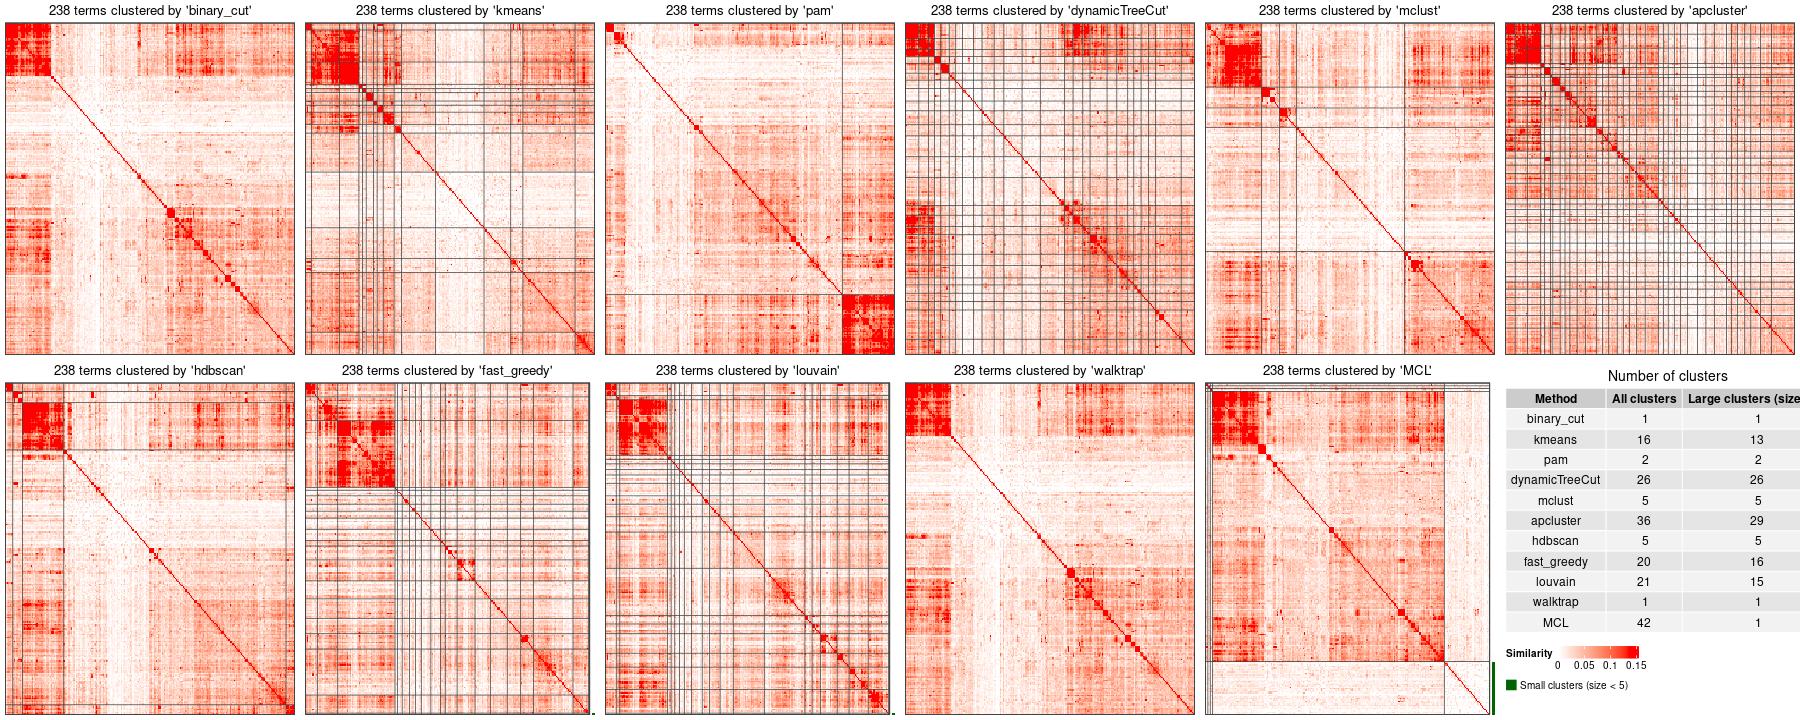 238 terms clustered by 'binary_cut'
238 terms clustered by 'kmeans'
238 terms clustered by 'pam'
238 terms clustered by 'dynamicTreeCut'
238 terms clustered by 'mclust'
238 terms clustered by 'apcluster'
238 terms clustered by 'hdbscan'
238 terms clustered by 'fast_greedy'
238 terms clustered by 'louvain'
238 terms clustered by 'walktrap'
238 terms clustered by 'MCL'
Number of clusters
Method All clusters Large clusters (size
binary_cut 1 1
kmeans 16 13
pam 2 2
dynamicTreeCut 26 26
mclust 5 5
apcluster 36 29
hdbscan 5 5
fast_greedy 20 16
louvain 21 15
walktrap 1 1
MCL 42 1
Similarity
0 0.05 0.1 0.15
Small clusters (size < 5)